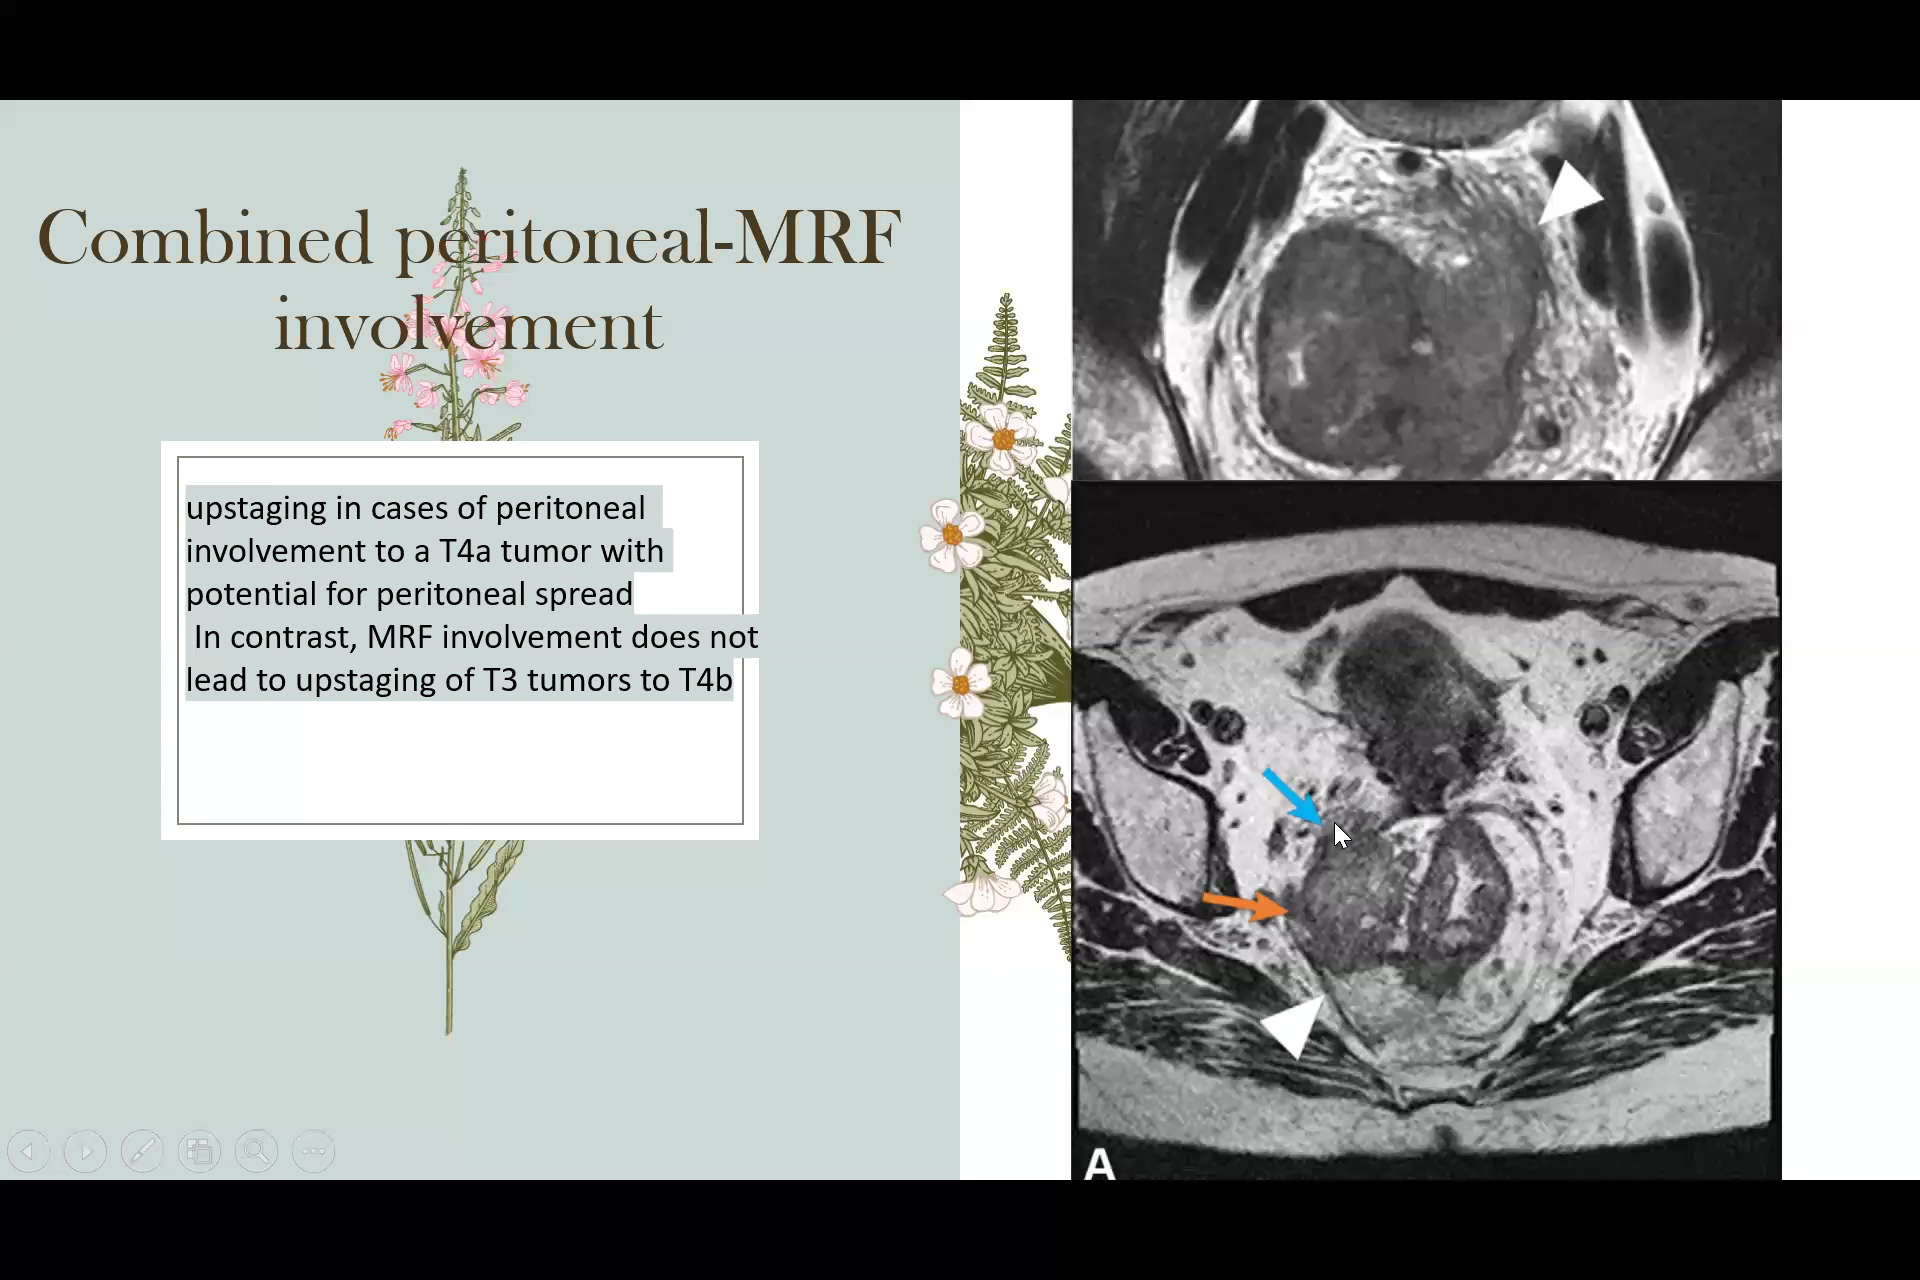 Combined peritoneal-MRF
involvement
upstaging in cases of peritoneal
involvement to a T4a tumor with
potential for peritoneal spread
In contrast, MRF involvement does not
lead to upstaging of T3 tumors to T4b
A